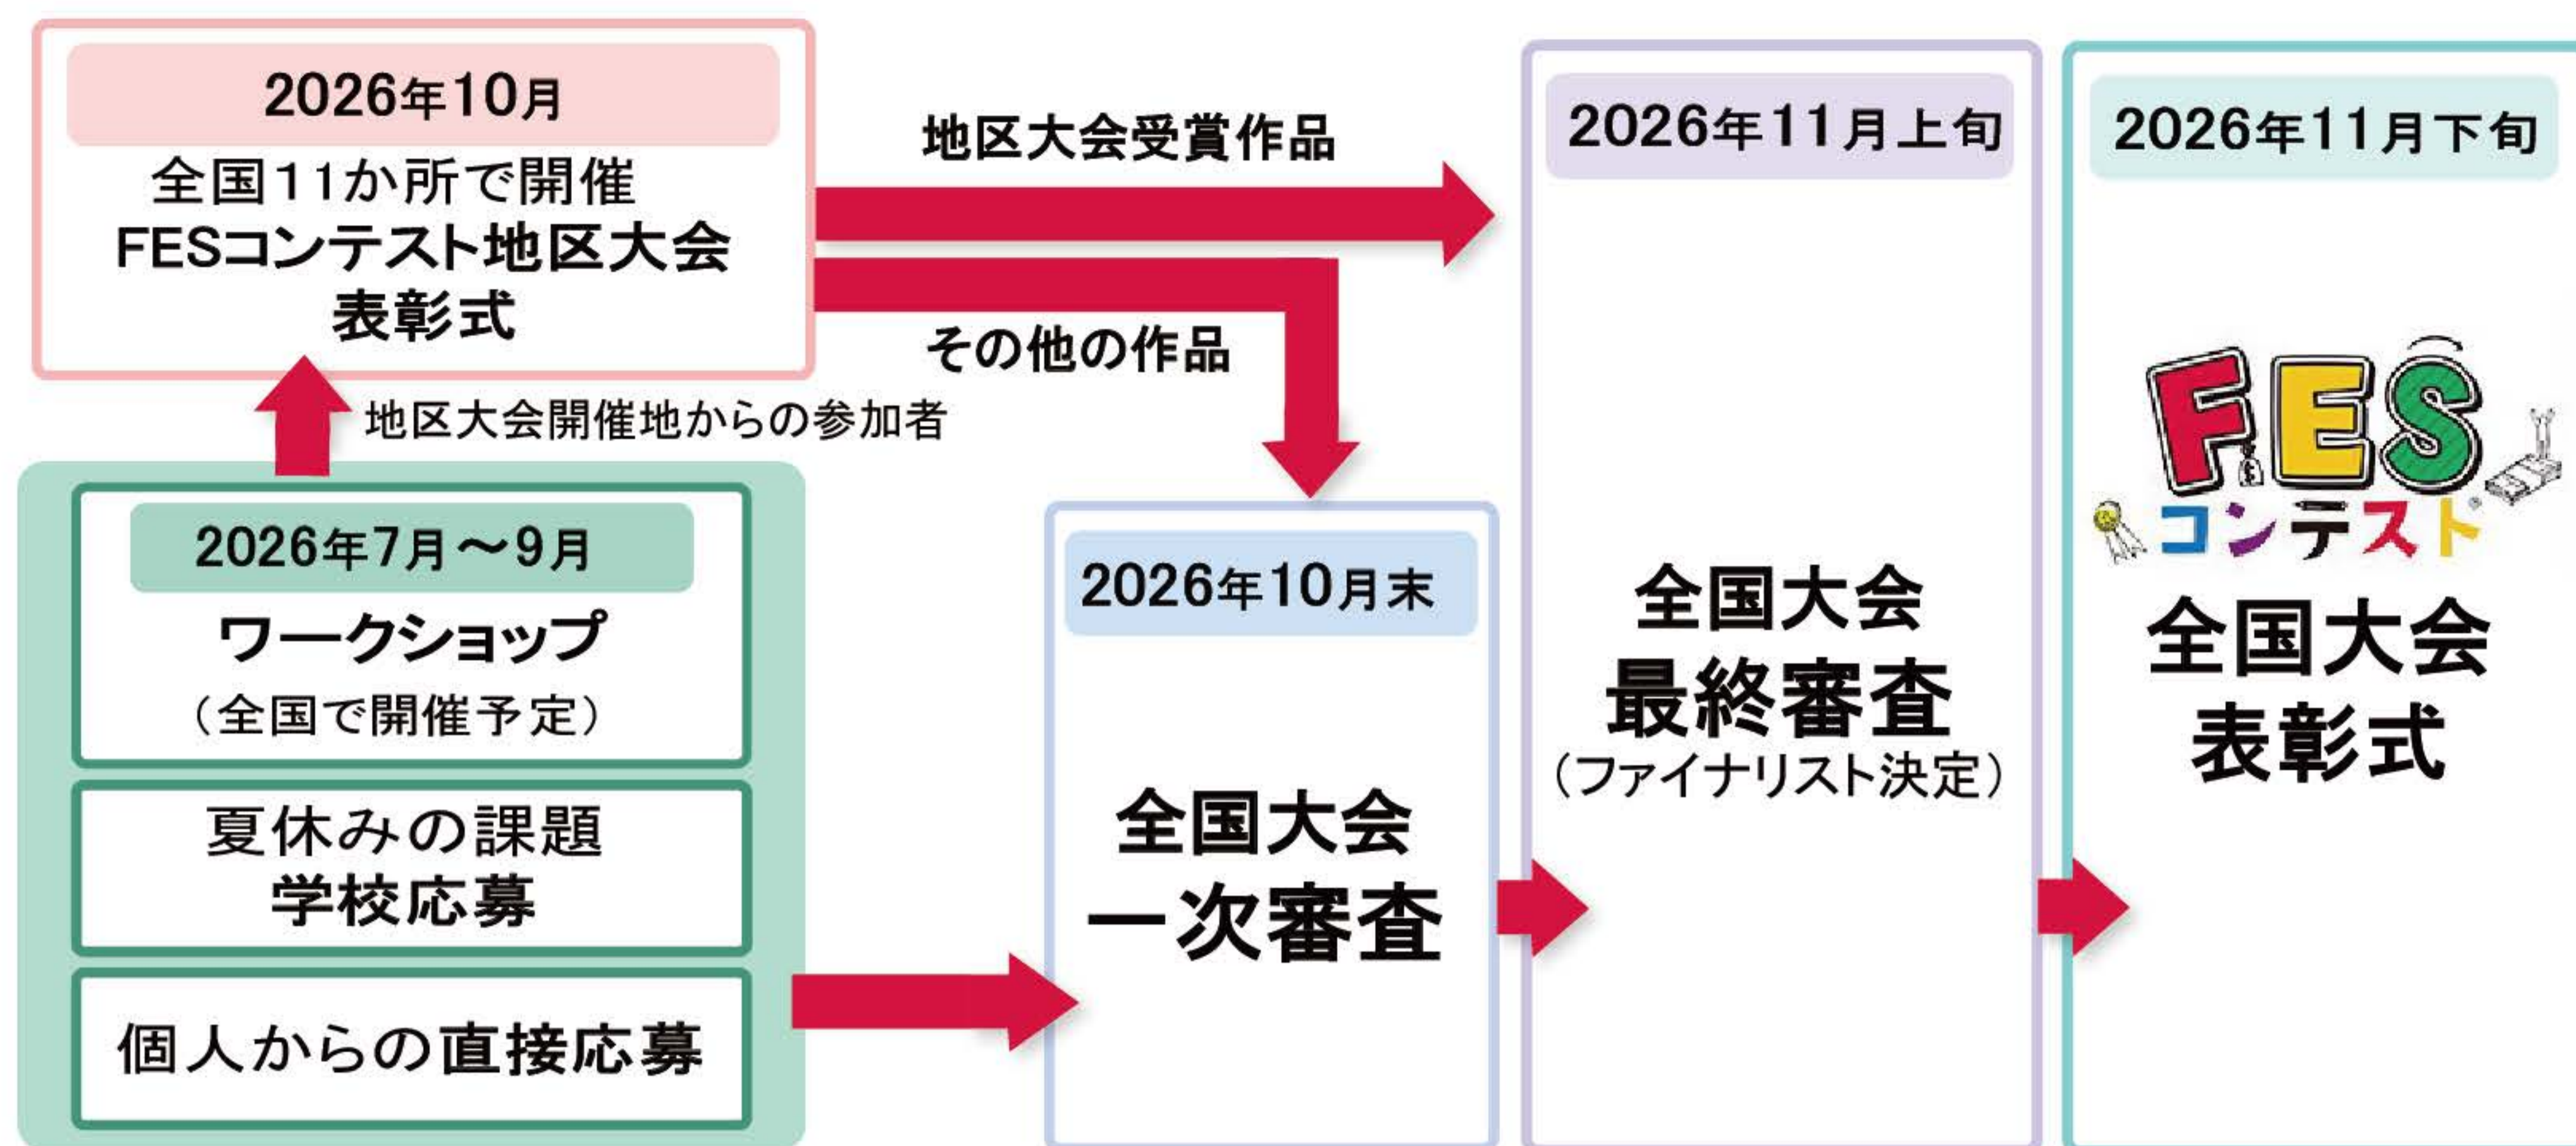 2026年10月
全国11か所で開催
FESコンテスト地区大会
表彰式
地区大会受賞作品
その他の作品
地区大会開催地からの参加者
2026年7月～9月
ワークショップ
（全国で開催予定）
夏休みの課題
学校応募
個人からの直接応募
2026年10月末
全国大会
一次審査
2026年11月上旬
全国大会
最終審査
（ファイナリスト決定）
2026年11月下旬
FES
コンテスト
全国大会
表彰式